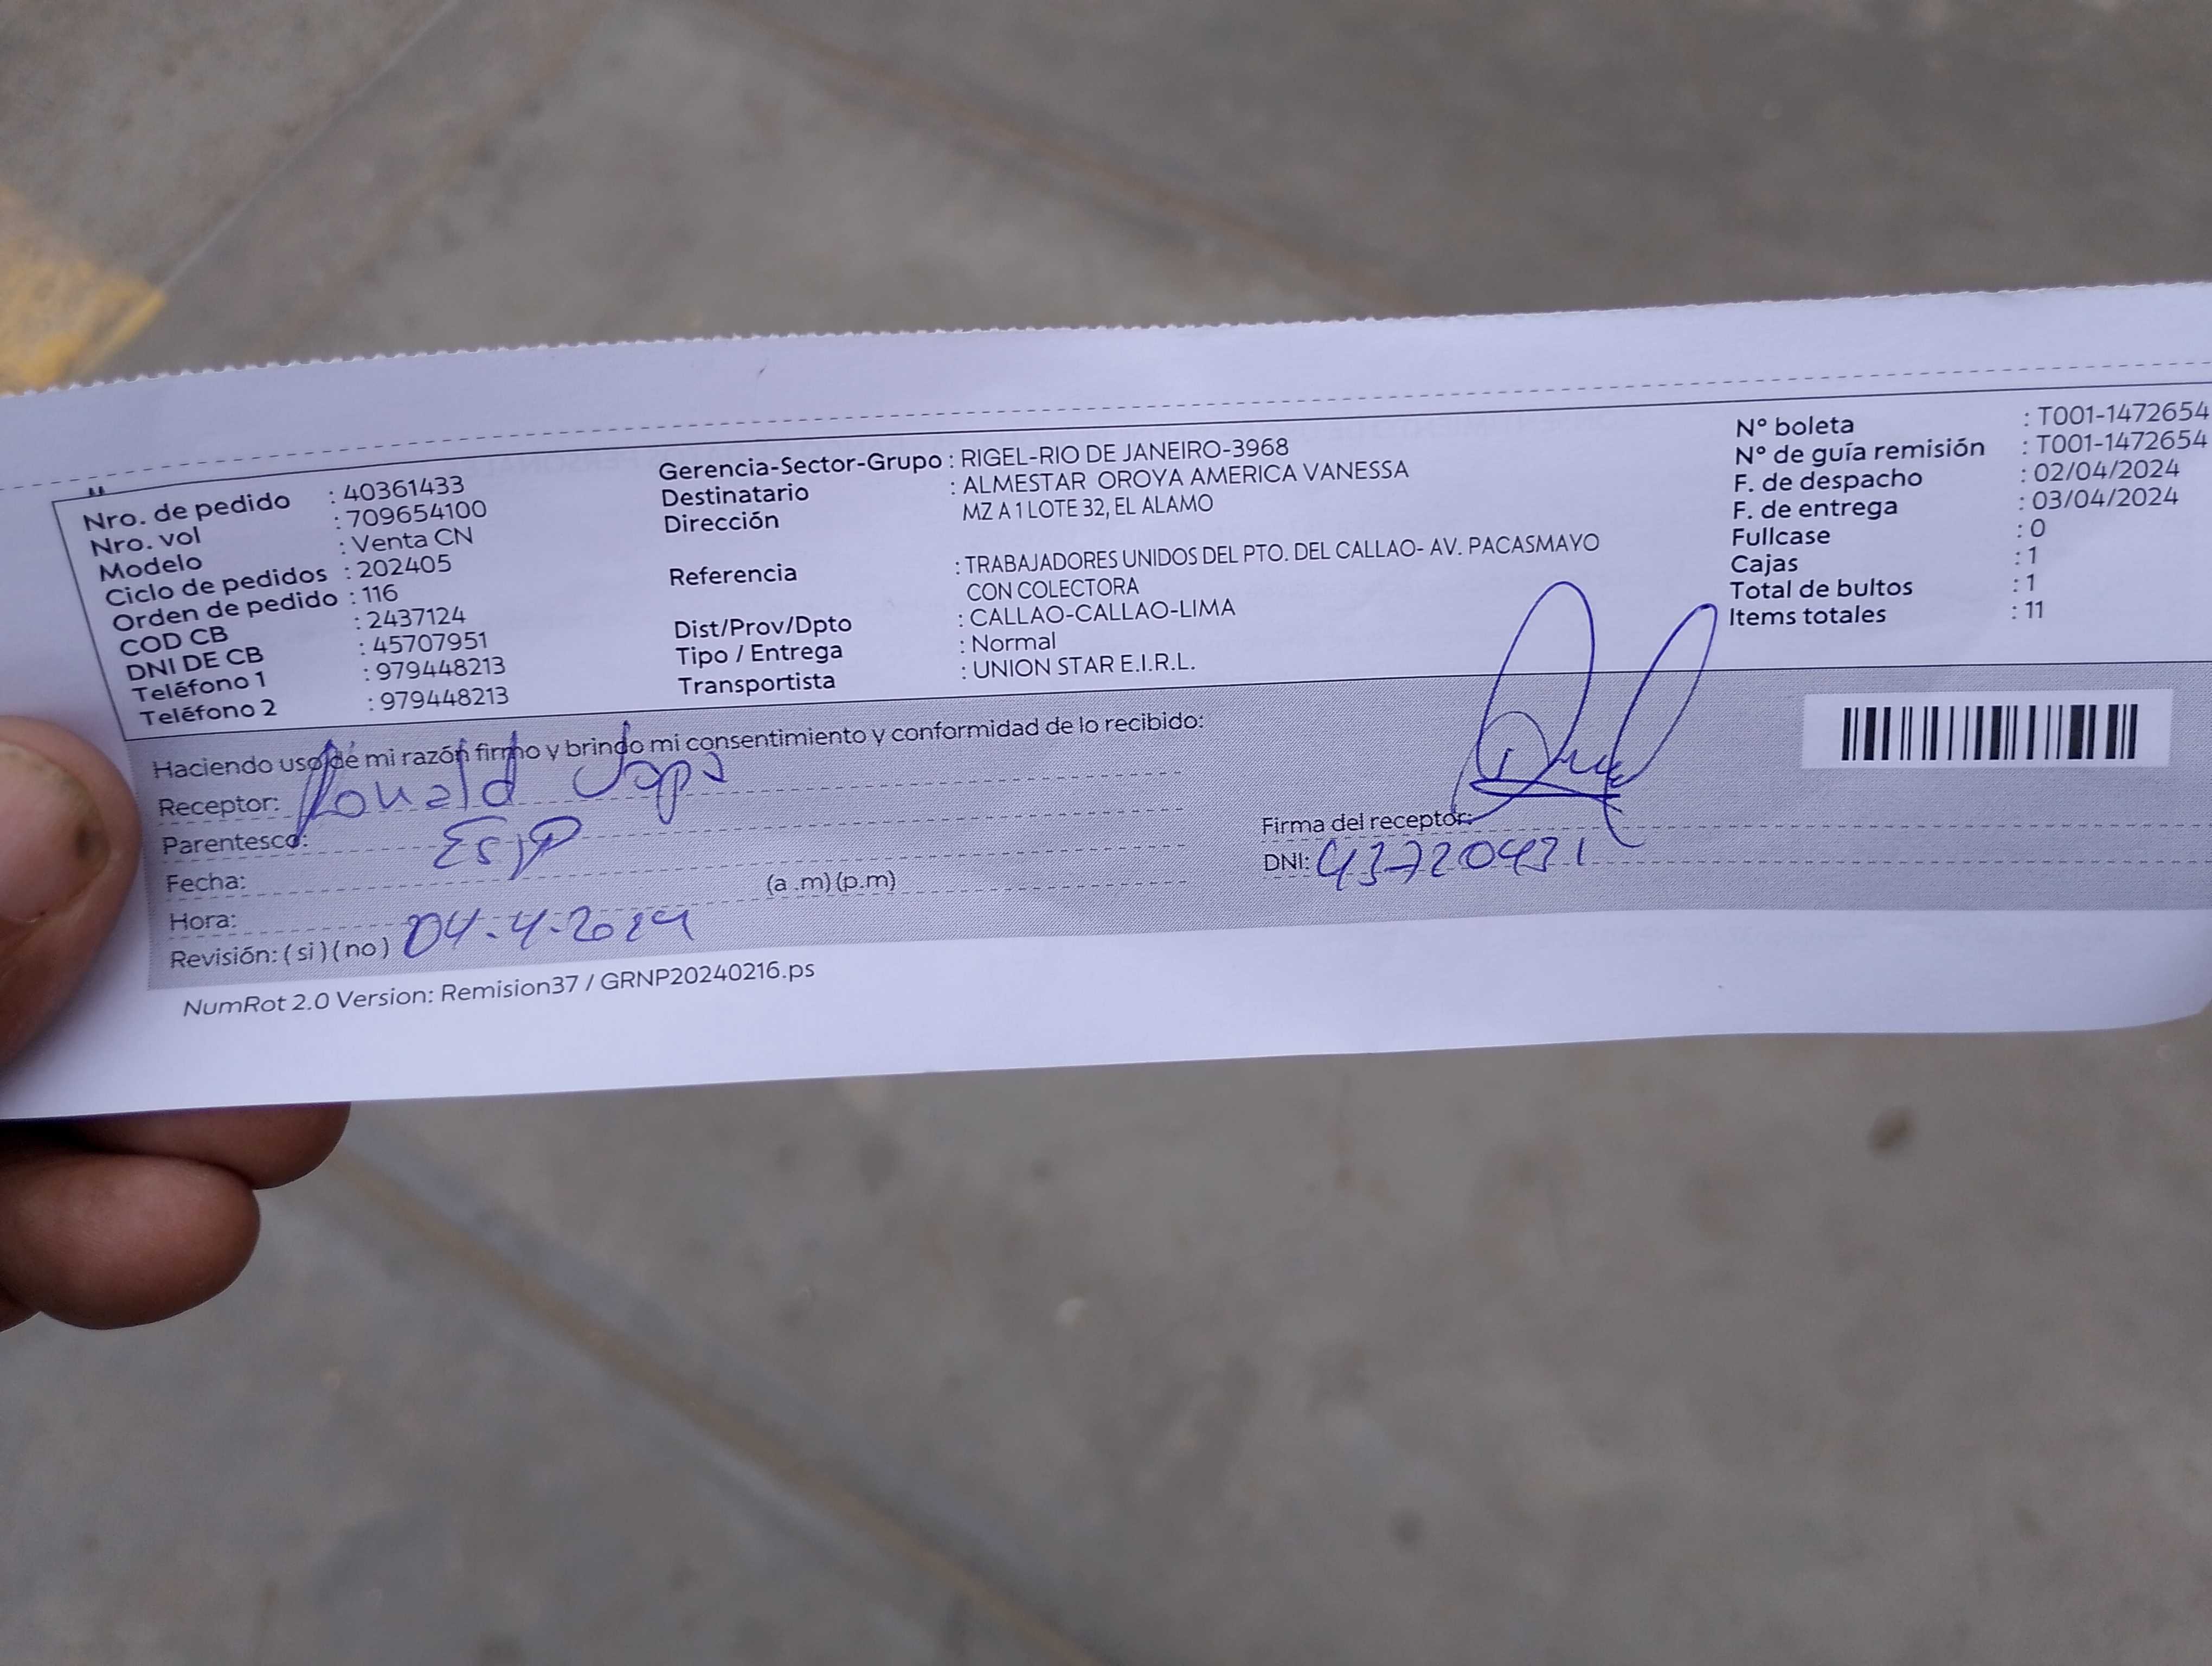 Nro. de pedido : 40361433
Nro. vol : 709654100
Modelo : Venta CN
Ciclo de pedidos : 202405
Orden de pedido : 116
COD CB : 2437124
DNI DE CB : 45707951
Teléfono 1 : 979448213
Teléfono 2 : 979448213
Gerencia-Sector-Grupo : RIGEL-RIO DE JANEIRO-3968
Destinatario : ALMESTAR OROYA AMERICA VANESSA
Dirección MZ A 1 LOTE 32, EL ALAMO
Referencia : TRABAJADORES UNIDOS DEL PTO. DEL CALLAO- AV. PACASMAYO
CON COLECTORA
Dist/Prov/Dpto : CALLAO-CALLAO-LIMA
Tipo / Entrega : Normal
Transportista : UNION STAR E.I.R.L.
N° boleta : T001-1472654
N° de guía remisión : T001-1472654
F. de despacho : 02/04/2024
F. de entrega : 03/04/2024
Fullcase : 0
Cajas : 1
Total de bultos : 1
Items totales : 11
Haciendo uso de mi razón firmo y brindo mi consentimiento y conformidad de lo recibido:
Receptor: Ronald
Parentesco:
Fecha:
(a .m) (p.m)
Hora:
Revisión: ( si ) ( no ) 04-4-2024
Firma del receptor:
DNI: 43720431
NumRot 2.0 Version: Remision37 / GRNP20240216.ps